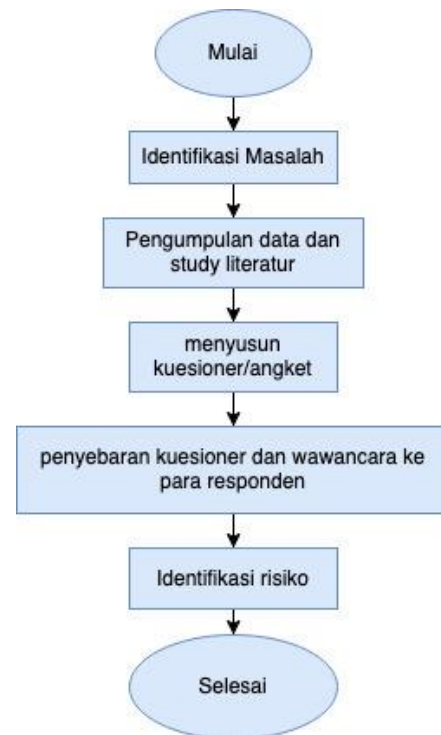 Mulai
Identifikasi Masalah
Pengumpulan data dan
study literatur
menyusun
kuesioner/angket
penyebaran kuesioner dan wawancara ke
para responden
Identifikasi risiko
Selesai